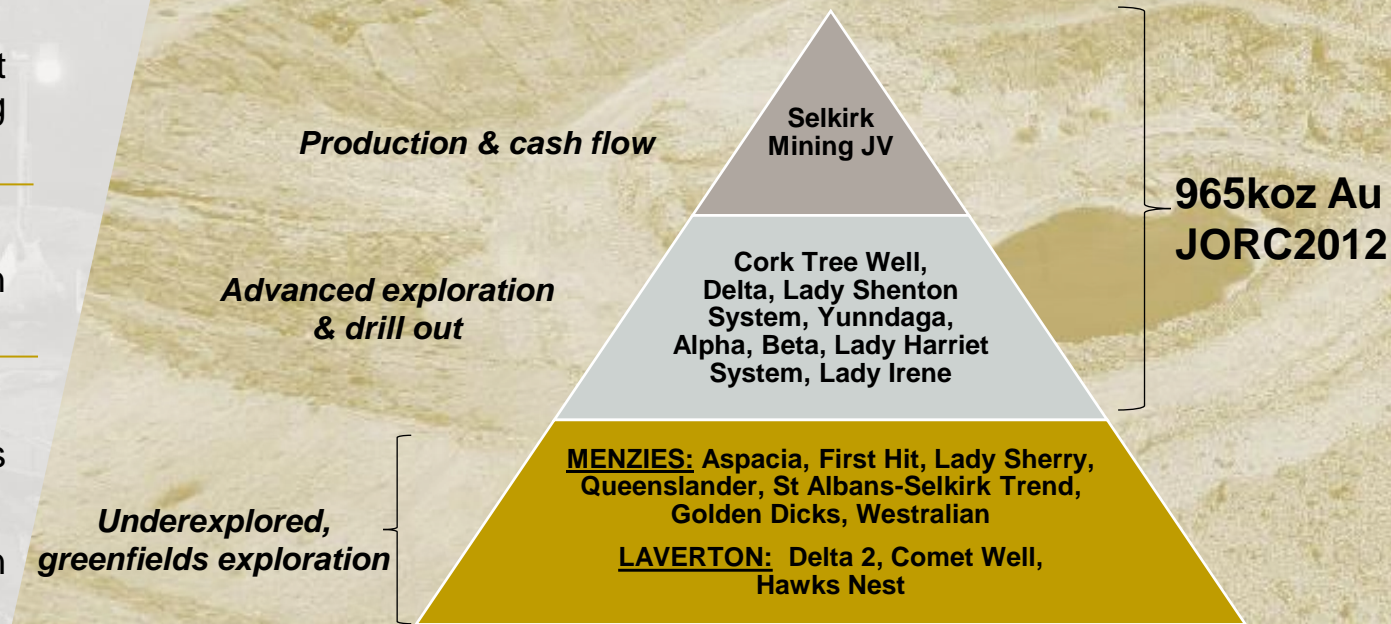 t
g
n
s
n
Production & cash flow
Selkirk
Mining JV
965koz Au
JORC2012
Advanced exploration
& drill out
Cork Tree Well,
Delta, Lady Shenton
System, Yunndaga,
Alpha, Beta, Lady Harriet
System, Lady Irene
Underexplored,
greenfields exploration
MENZIES: Aspacia, First Hit, Lady Sherry,
Queenslander, St Albans-Selkirk Trend,
Golden Dicks, Westralian
LAVERTON: Delta 2, Comet Well,
Hawks Nest